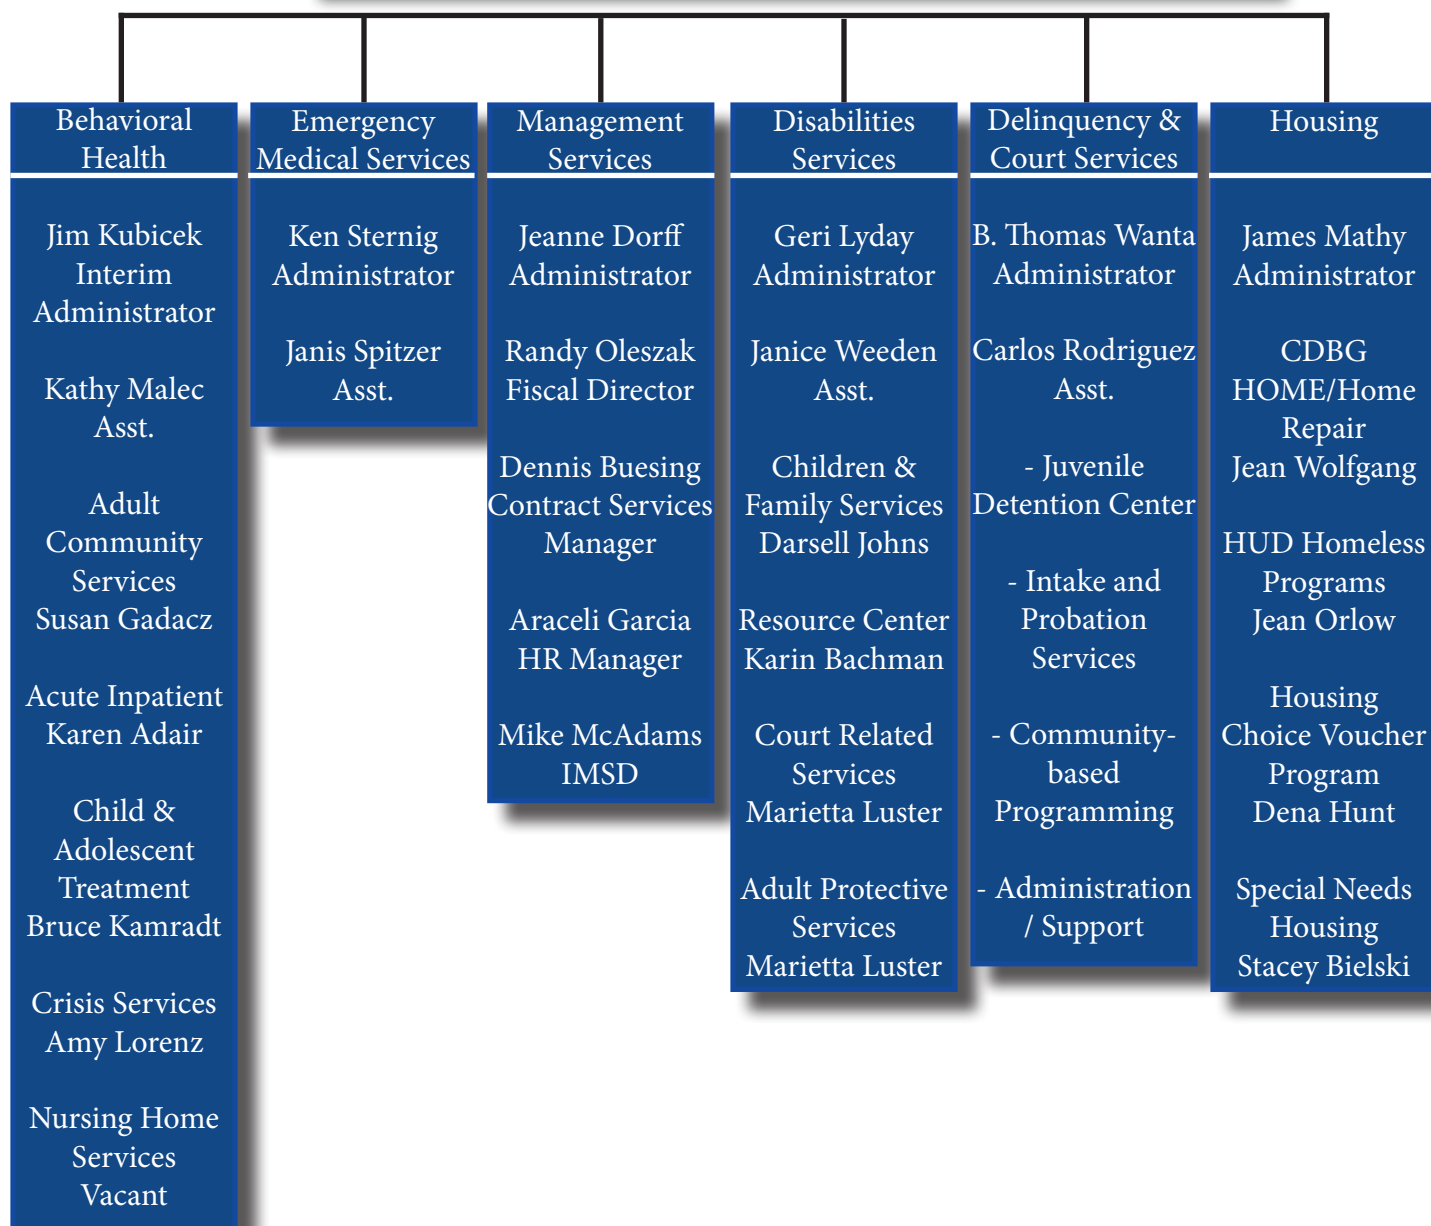 Behavioral
Health
Jim Kubicek
Interim
Administrator
Kathy Malec
Asst.
Adult
Community
Services
Susan Gadacz
Acute Inpatient
Karen Adair
Child &
Adolescent
Treatment
Bruce Kamradt
Crisis Services
Amy Lorenz
Nursing Home
Services
Vacant
Emergency
Medical Services
Ken Sternig
Administrator
Janis Spitzer
Asst.
Management
Services
Jeanne Dorff
Administrator
Randy Oleszak
Fiscal Director
Dennis Buesing
Contract Services
Manager
Araceli Garcia
HR Manager
Mike McAdams
IMSD
Disabilities
Services
Geri Lyday
Administrator
Janice Weeden
Asst.
Children &
Family Services
Darsell Johns
Resource Center
Karin Bachman
Court Related
Services
Marietta Luster
Adult Protective
Services
Marietta Luster
Delinquency &
Court Services
B. Thomas Wanta
Administrator
Carlos Rodriguez
Asst.
- Juvenile
Detention Center
- Intake and
Probation
Services
- Community-
based
Programming
- Administration
/ Support
Housing
James Mathy
Administrator
CDBG
HOME/Home
Repair
Jean Wolfgang
HUD Homeless
Programs
Jean Orlow
Housing
Choice Voucher
Program
Dena Hunt
Special Needs
Housing
Stacey Bielski